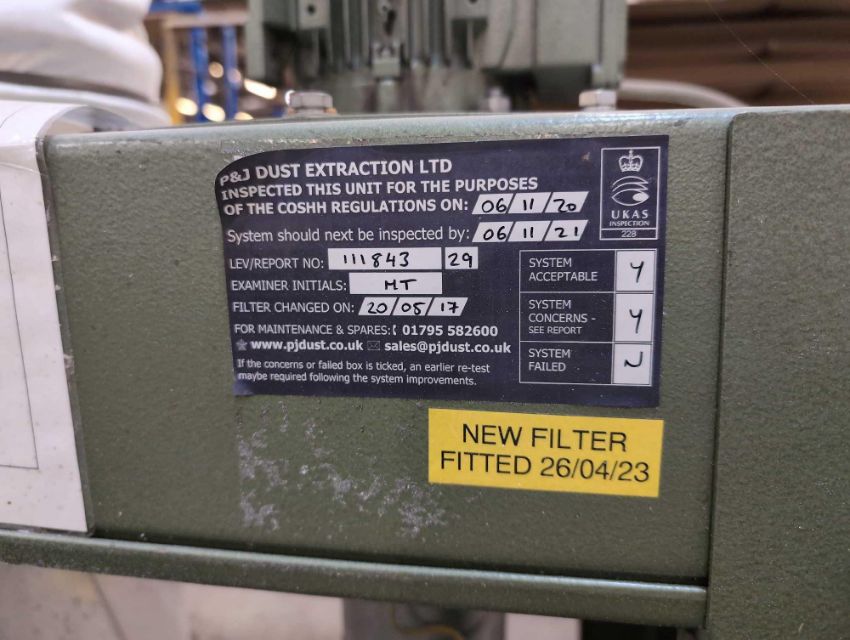 P&J DUST EXTRACTION LTD
INSPECTED THIS UNIT FOR THE PURPOSES
OF THE COSHH REGULATIONS ON: 06/11/20
System should next be inspected by: 06/11/21
LEV/REPORT NO: 111843 29
EXAMINER INITIALS: MT
FILTER CHANGED ON: 20/05/17
FOR MAINTENANCE & SPARES: 01795 582600
www.pjdust.co.uk sales@pjdust.co.uk
If the concerns or failed box is ticked, an earlier re-test
maybe required following the system improvements.
UKAS
INSPECTION
228
SYSTEM
ACCEPTABLE Y
SYSTEM
CONCERNS - Y
SEE REPORT
SYSTEM
FAILED N
NEW FILTER
FITTED 26/04/23